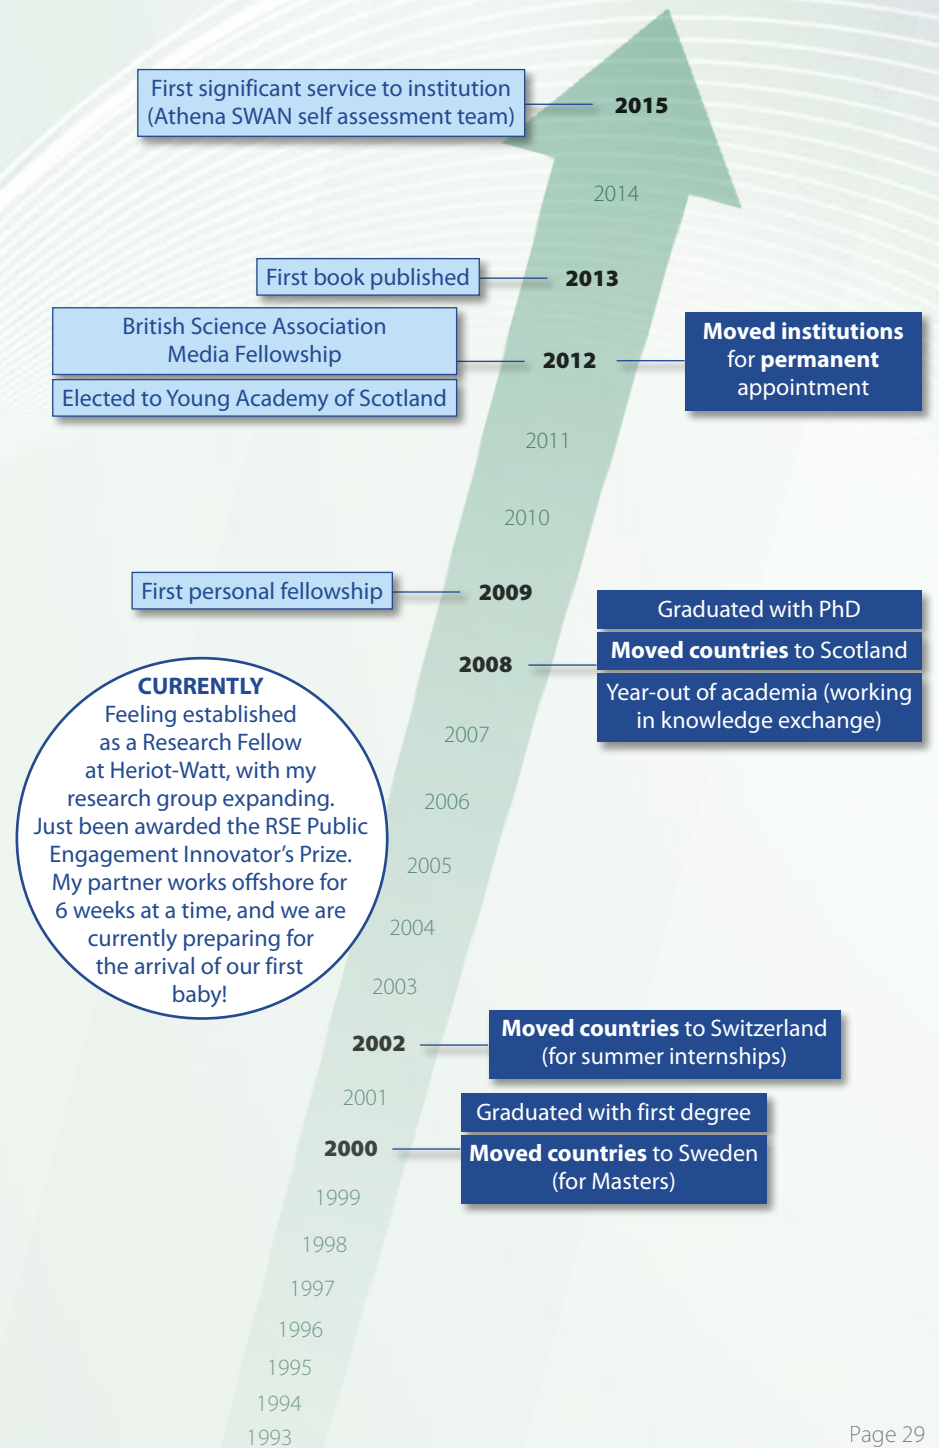 First significant service to institution
(Athena SWAN self assessment team)
2015
2014
First book published
2013
British Science Association
Media Fellowship
Elected to Young Academy of Scotland
2012
Moved institutions
for permanent
appointment
2011
2010
First personal fellowship
2009
2008
Graduated with PhD
Moved countries to Scotland
Year-out of academia (working
in knowledge exchange)
CURRENTLY
Feeling established
as a Research Fellow
at Heriot-Watt, with my
research group expanding.
Just been awarded the RSE Public
Engagement Innovator’s Prize.
My partner works offshore for
6 weeks at a time, and we are
currently preparing for
the arrival of our first
baby!
2007
2006
2005
2004
2003
2002
Moved countries to Switzerland
(for summer internships)
2001
2000
Graduated with first degree
Moved countries to Sweden
(for Masters)
1999
1998
1997
1996
1995
1994
1993
Page 29